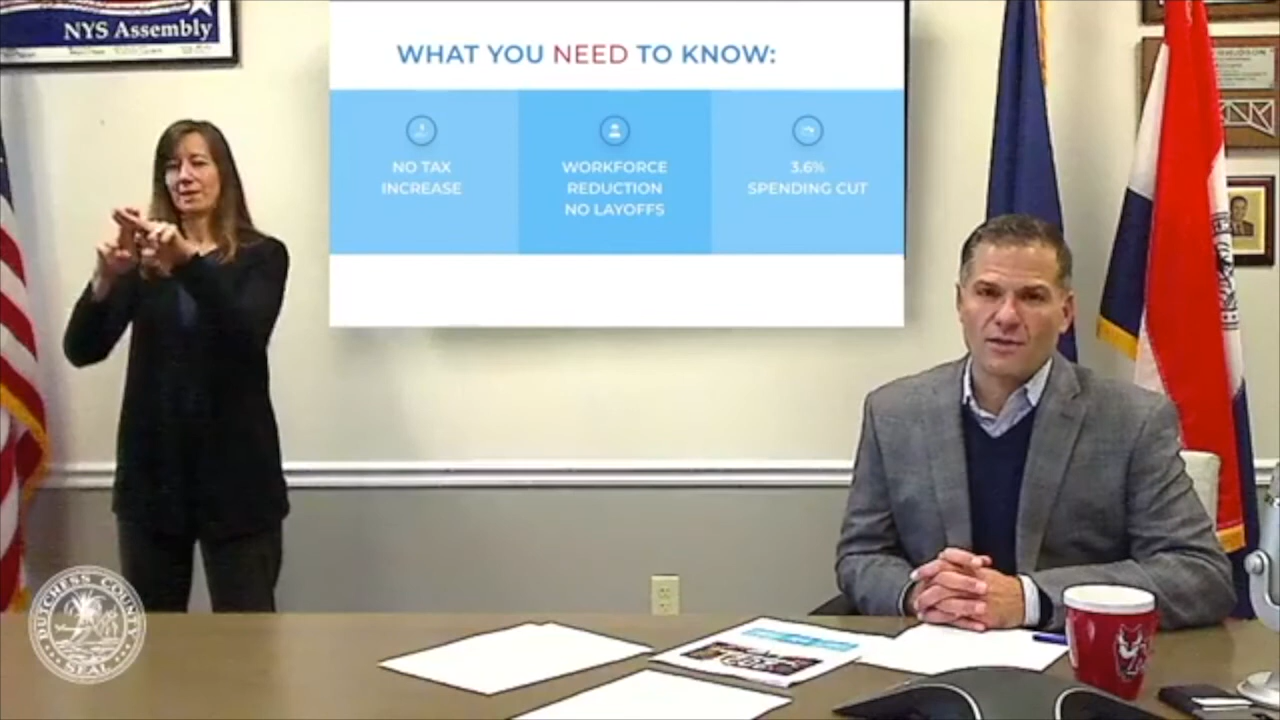 NYS Assembly
WHAT YOU NEED TO KNOW:
NO TAX
INCREASE
WORKFORCE
REDUCTION
NO LAYOFFS
3.6%
SPENDING CUT
DUTCHESS COUNTY
SEAL